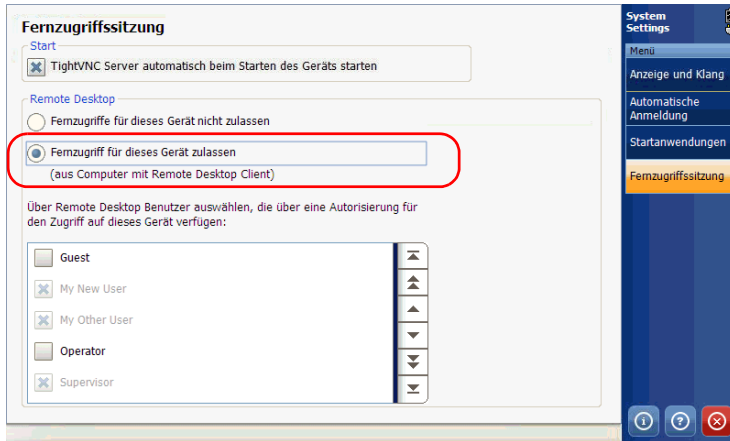 Fernzugriffssitzung
Start
TightVNC Server automatisch beim Starten des Geräts starten
Remote Desktop
Fernzugriffe für dieses Gerät nicht zulassen
Fernzugriff für dieses Gerät zulassen
(aus Computer mit Remote Desktop Client)
Über Remote Desktop Benutzer auswählen, die über eine Autorisierung für
den Zugriff auf dieses Gerät verfügen:
Guest
My New User
My Other User
Operator
Supervisor
System
Settings
Menü
Anzeige und Klang
Automatische
Anmeldung
Startanwendungen
Fernzugriffssitzung